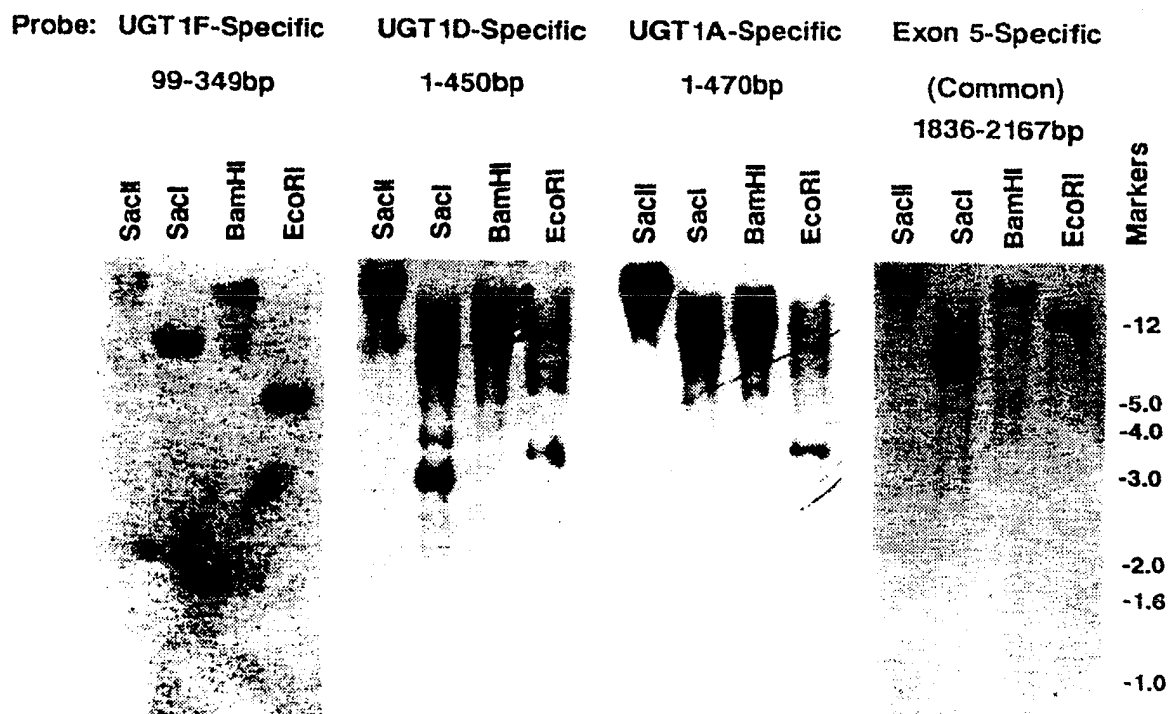 Probe: UGT1F-Specific UGT1D-Specific UGT1A-Specific Exon 5-Specific
99-349bp 1-450bp 1-470bp (Common)
1836-2167bp
SacII SacI BamHI EcoRI SacII SacI BamHI EcoRI SacII SacI BamHI EcoRI SacII SacI BamHI EcoRI Markers
-12
-5.0
-4.0
-3.0
-2.0
-1.6
-1.0